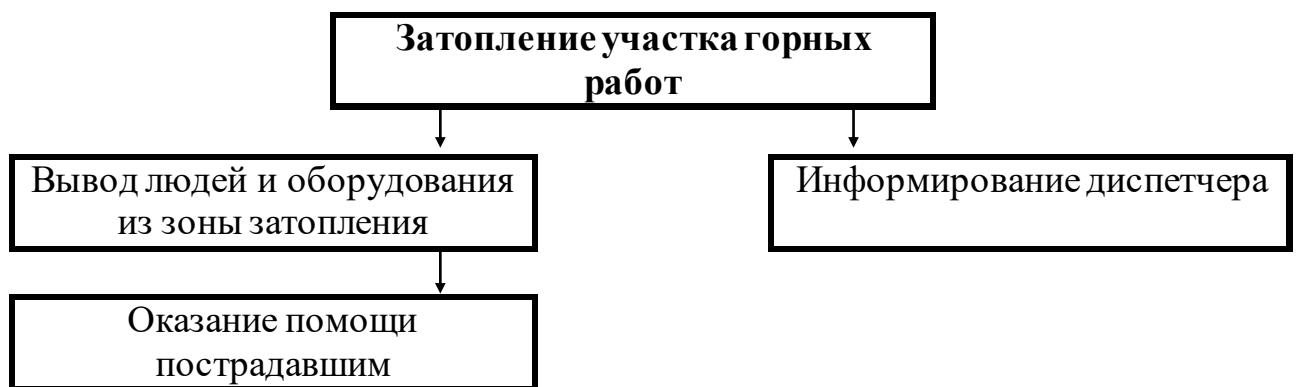 Затопление участка горных
работ
Вывод людей и оборудования
из зоны затопления
Информирование диспетчера
Оказание помощи
пострадавшим